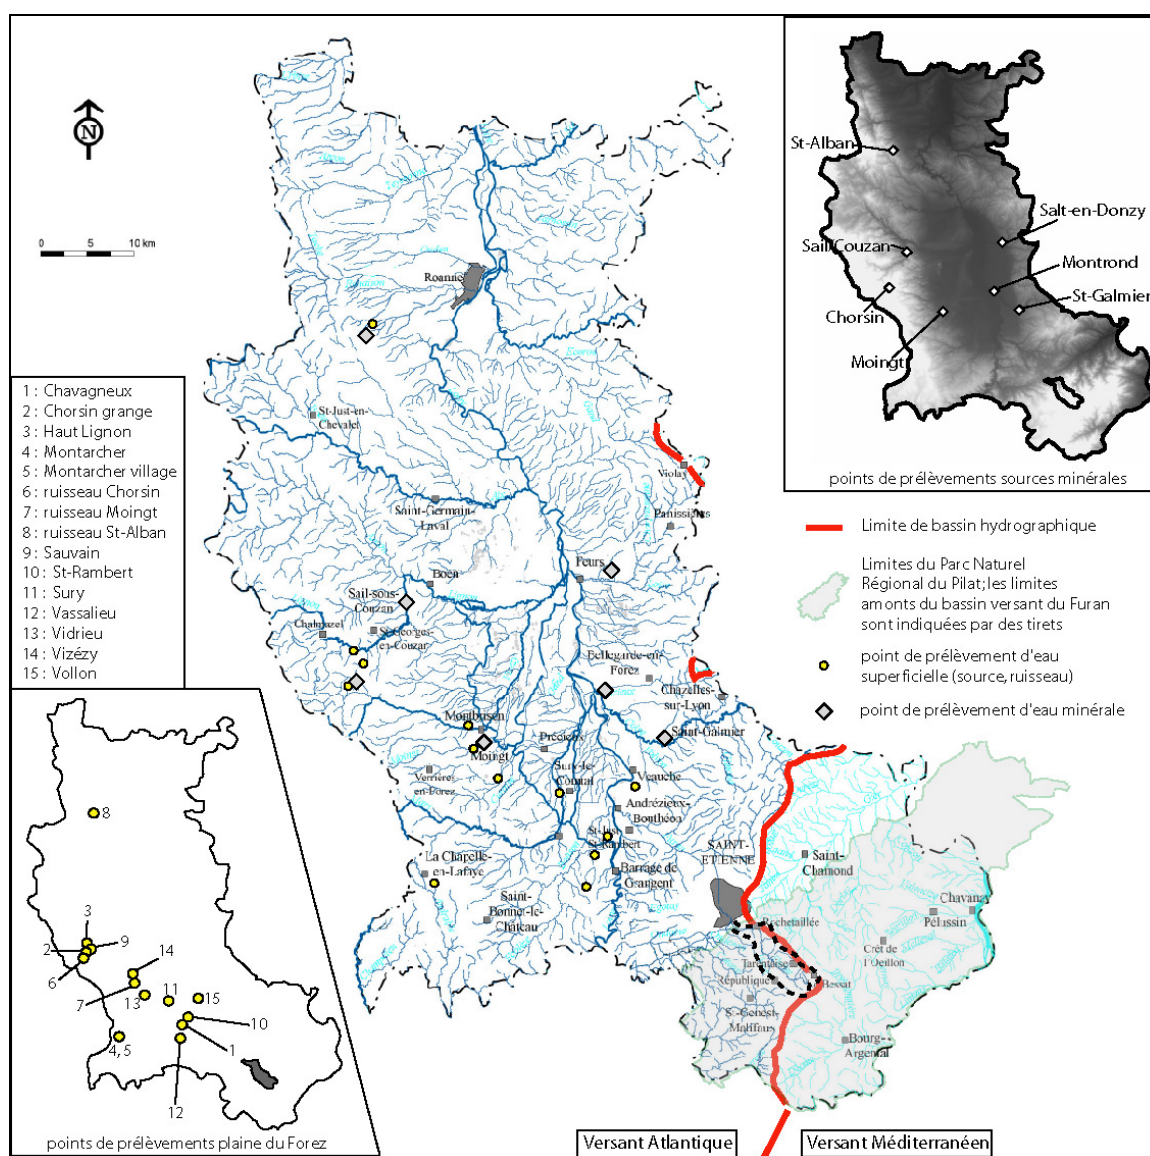 N
0 5 10 km
St-Alban
Salt-en-Donzy
Sail/Couzan
Montrond
St-Galmier
Chorsin
Moingt
points de prélèvements sources minérales
Roanne
1 : Chavagneux
2 : Chorsin grange
3 : Haut Lignon
4 : Montarcher
5 : Montarcher village
6 : ruisseau Chorsin
7 : ruisseau Moingt
8 : ruisseau St-Alban
9 : Sauvain
10 : St-Rambert
11 : Sury
12 : Vassalieu
13 : Vidrieu
14 : Vizézy
15 : Vollon
St-Just-en-
Chevalet
Violay
Saint-Germain-
Laval
Panissières
Limite de bassin hydrographique
Limites du Parc Naturel
Régional du Pilat; les limites
amonts du bassin versant du Furan
sont indiquées par des tirets
point de prélèvement d'eau
superficielle (source, ruisseau)
point de prélèvement d'eau minérale
Feurs
Boën
Sail-sous-
Couzan
Chalmazel
St-Georges-
en-Couzan
Bellegarde-en-
Forez
Chazelles-
sur-Lyon
Montbrison
Moingt
Précieux
Saint-Galmier
Verrières-
en-Forez
Sury-le-
Comtal
Veauche
Andrézieux-
Bouthéon
St-Just-
St-Rambert
SAINT-
ETIENNE
La Chapelle-
en-Lafaye
Barrage de
Grangent
Saint-
Bonnet-le-
Château
Saint-
Chamond
Rochetaillée
Chavanay
Pélussin
Crêt de
l'Oeillon
Tarentaise
République
Bessat
St-Genest-
Malifaux
Bourg-
Argental
8
3
2
9
14
6
7
13
11
15
10
4, 5
1
12
points de prélèvements plaine du Forez
Versant Atlantique
Versant Méditerranéen